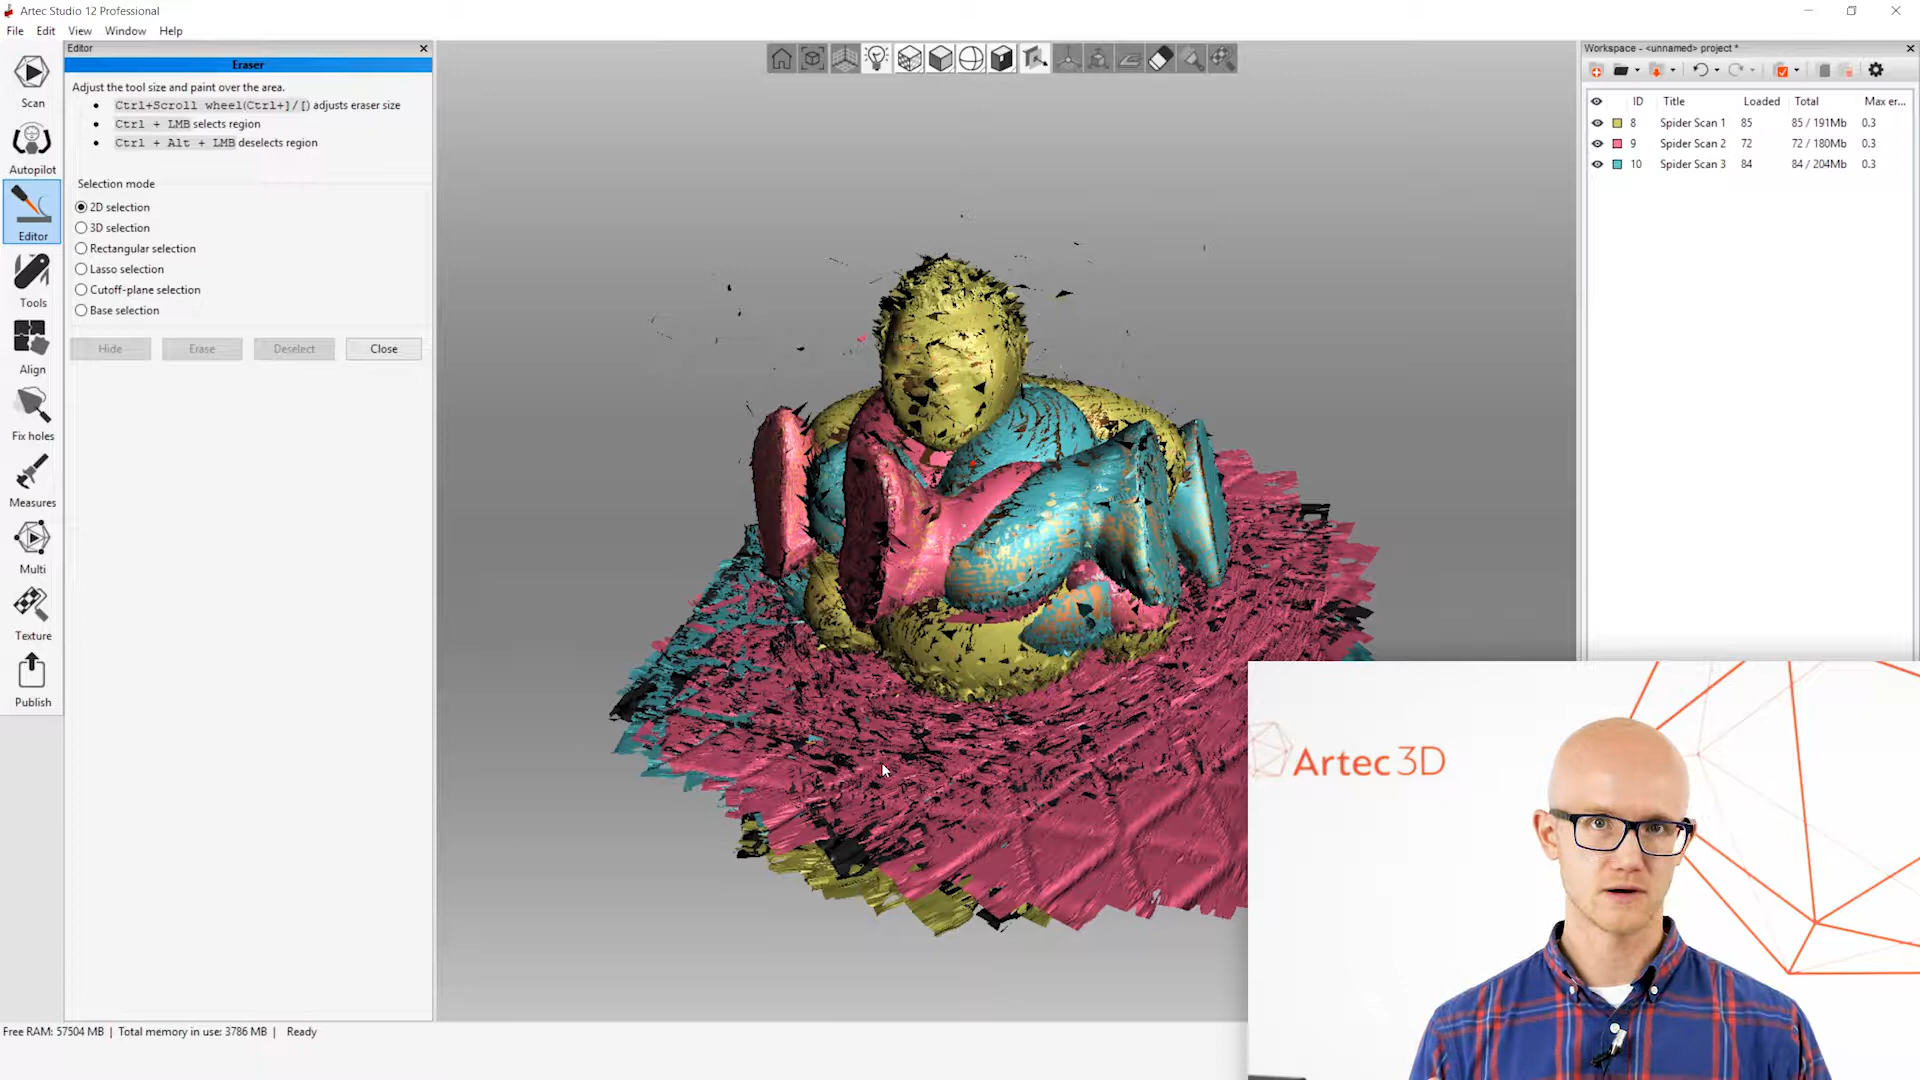 Artec Studio 12 Professional
File Edit View Window Help
Editor
Eraser
Adjust the tool size and paint over the area.
Ctrl+Scroll wheel(Ctrl+]/[) adjusts eraser size
Ctrl + LMB selects region
Ctrl + Alt + LMB deselects region
Selection mode
2D selection
3D selection
Rectangular selection
Lasso selection
Cutoff-plane selection
Base selection
Hide Erase Deselect Close
Scan
Autopilot
Editor
Tools
Align
Fix holes
Measures
Multi
Texture
Publish
Workspace - <unnamed> project *
ID Title Loaded Total Max er...
8 Spider Scan 1 85 85 / 191Mb 0.3
9 Spider Scan 2 72 72 / 180Mb 0.3
10 Spider Scan 3 84 84 / 204Mb 0.3
Artec 3D
Free RAM: 57504 MB | Total memory in use: 3786 MB | Ready